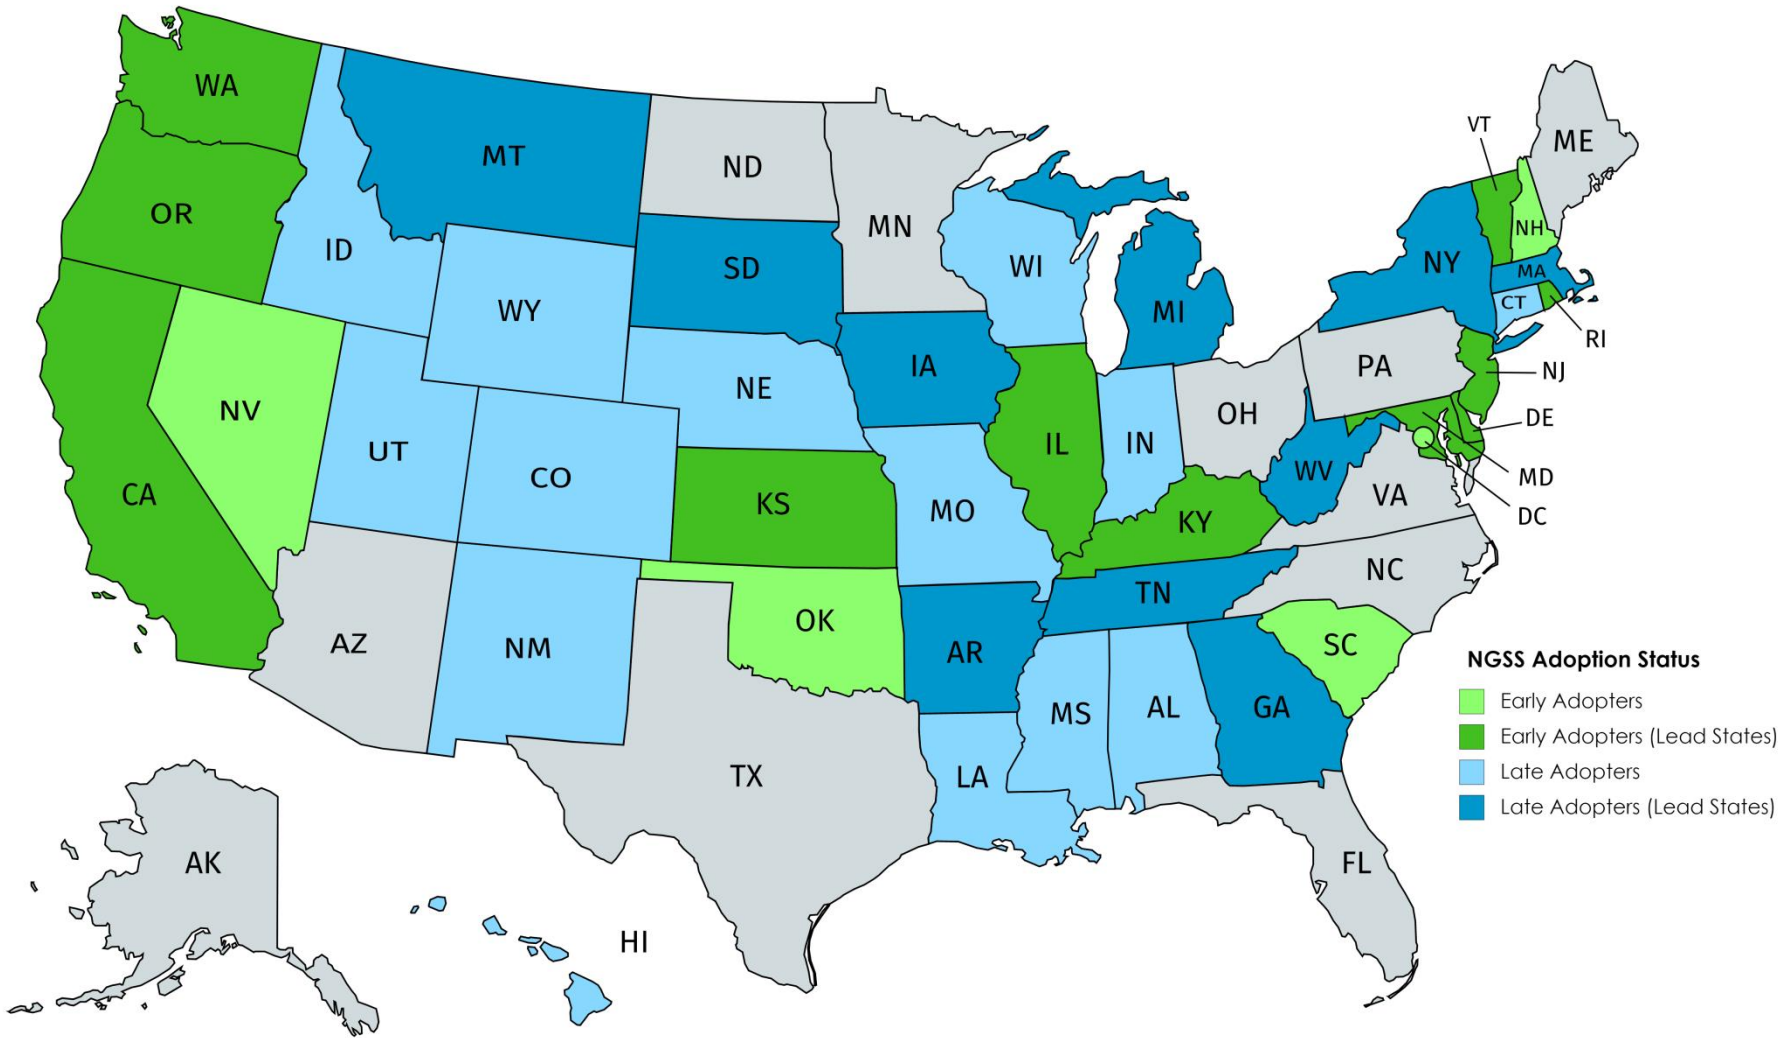 WA
MT
ND
VT
ME
OR
MN
NH
ID
SD
WI
NY
MA
CT
WY
MI
RI
IA
PA
NJ
NE
NV
OH
DE
UT
CO
IL
IN
WV
MD
CA
KS
MO
KY
VA
DC
NC
TN
OK
AZ
NM
AR
SC
NGSS Adoption Status
Early Adopters
Early Adopters (Lead States)
Late Adopters
Late Adopters (Lead States)
MS
AL
GA
TX
LA
AK
FL
HI